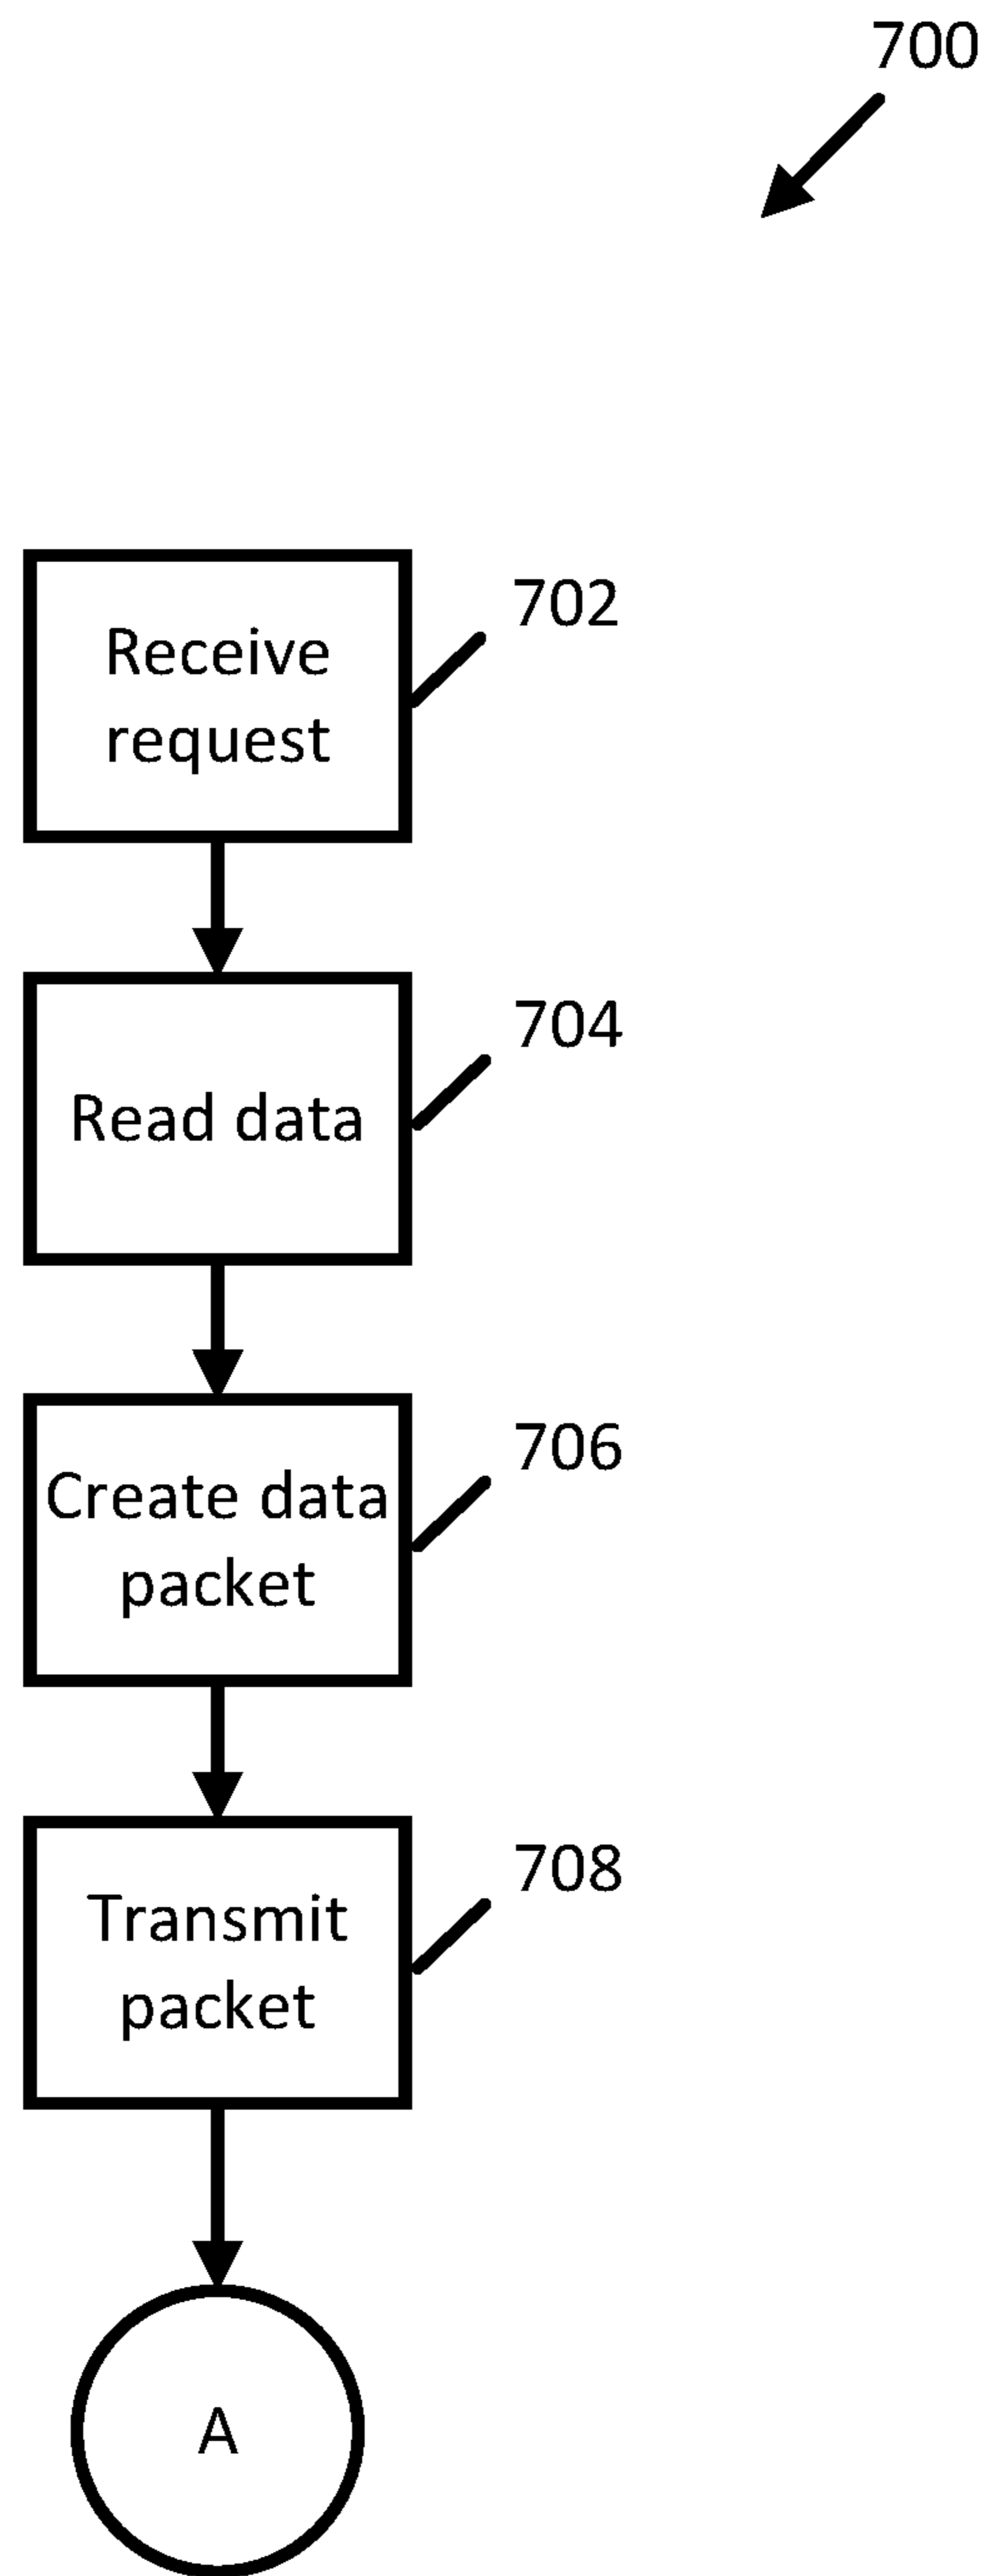 700
702
Receive
request
704
Read data
706
Create data
packet
708
Transmit
packet
A